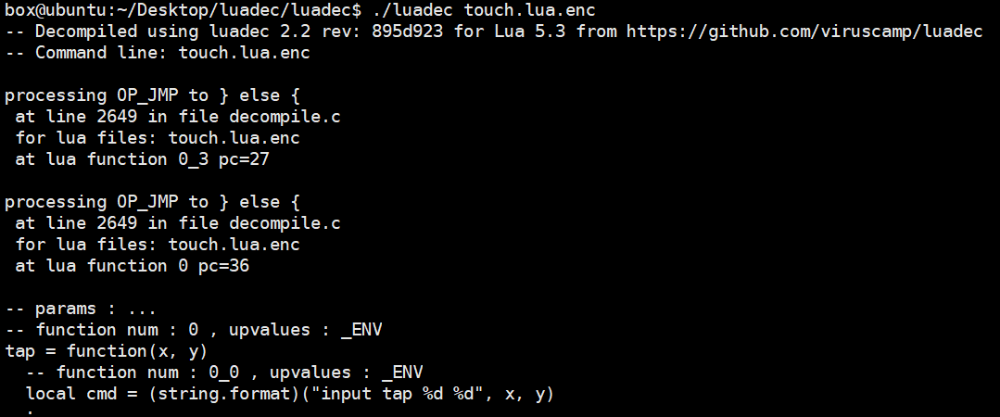 box@ubuntu:~/Desktop/luadec/luadec$ ./luadec touch.lua.enc
-- Decompiled using luadec 2.2 rev: 895d923 for Lua 5.3 from https://github.com/viruscamp/luadec
-- Command line: touch.lua.enc
processing OP_JMP to } else {
at line 2649 in file decompile.c
for lua files: touch.lua.enc
at lua function 0_3 pc=27
processing OP_JMP to } else {
at line 2649 in file decompile.c
for lua files: touch.lua.enc
at lua function 0 pc=36
-- params : ...
-- function num : 0 , upvalues : _ENV
tap = function(x, y)
-- function num : 0_0 , upvalues : _ENV
local cmd = (string.format)("input tap %d %d", x, y)